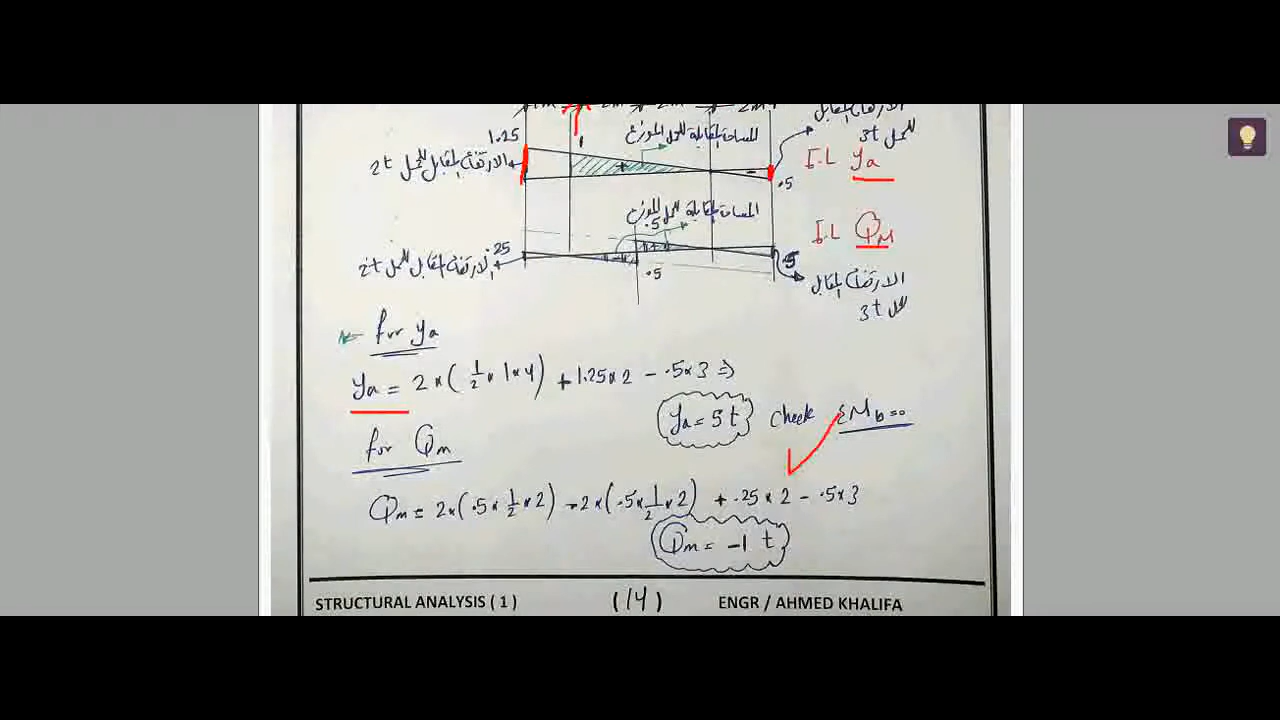 1.25
1
المساحة المقابلة للحمل الموزع
الارتفاع المقابل للحمل 2t
+
-
.5
للحمل 3t
I.L Ya
المساحة المقابلة للحمل الموزع
.5
I.L QM
.25
الارتفاع المقابل للحمل 2t
.5
الارتفاع المقابل
للحمل 3t
for Ya
Ya = 2 * ( 1/2 * 1 * 4 ) + 1.25 * 2 - .5 * 3 ⇒
Ya = 5 t Check ΣMb = 0
for Qm
Qm = 2 * ( .5 * 1/2 * 2 ) - 2 * ( .5 * 1/2 * 2 ) + .25 * 2 - .5 * 3
Qm = -1 t
STRUCTURAL ANALYSIS ( 1 ) (14) ENGR / AHMED KHALIFA